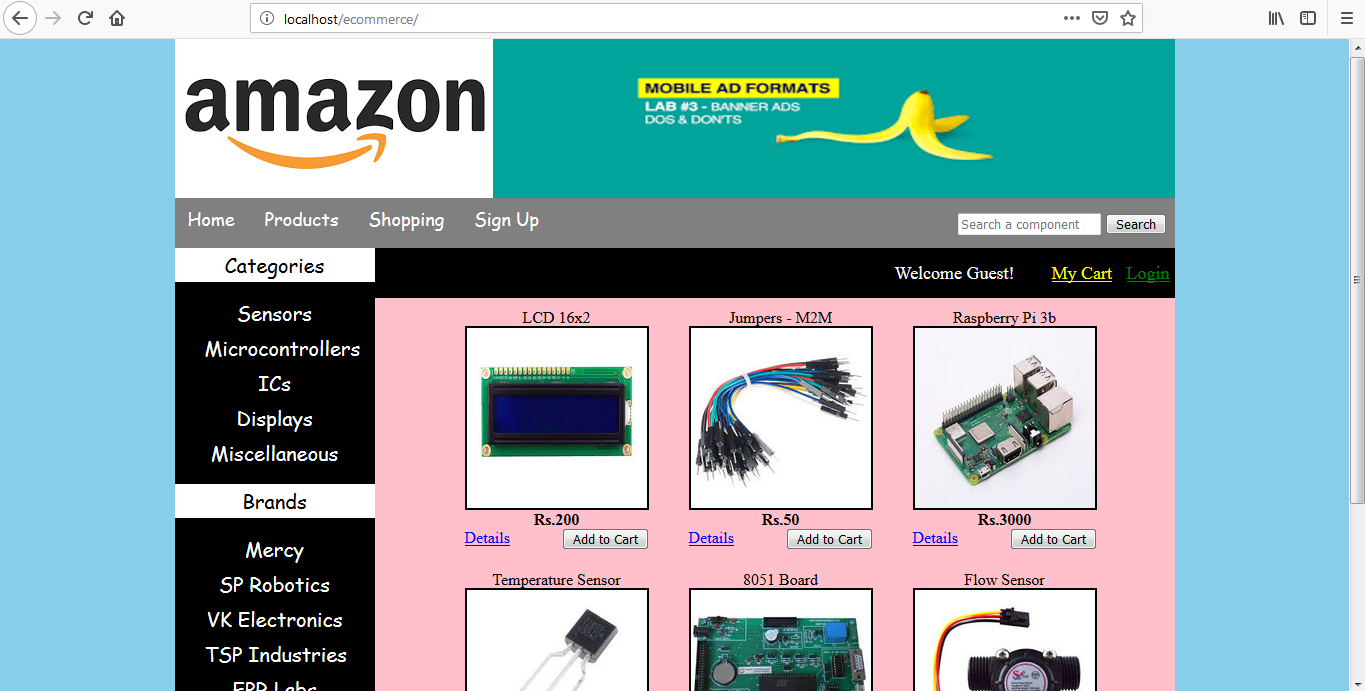 localhost/ecommerce/
amazon
MOBILE AD FORMATS
LAB #3 - BANNER ADS
DOS & DON'TS
Home Products Shopping Sign Up Search a component Search
Categories
Welcome Guest! My Cart Login
Sensors
Microcontrollers
ICs
Displays
Miscellaneous
Brands
Mercy
SP Robotics
VK Electronics
TSP Industries
LCD 16x2 Jumpers - M2M Raspberry Pi 3b
Rs.200 Rs.50 Rs.3000
Details Add to Cart Details Add to Cart Details Add to Cart
Temperature Sensor 8051 Board Flow Sensor